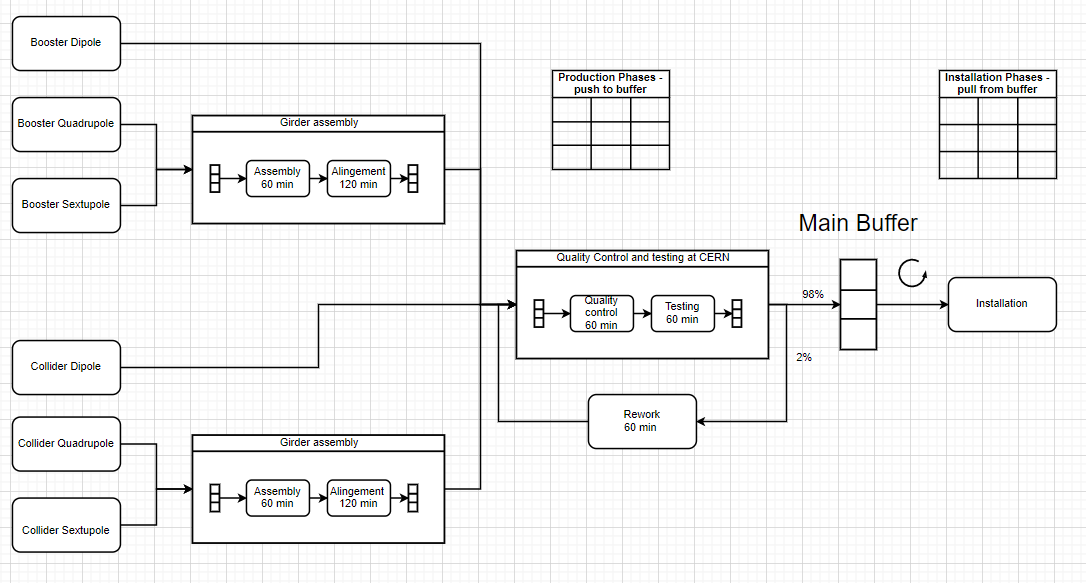 Booster Dipole
Booster Quadrupole
Booster Sextupole
Girder assembly
Assembly
60 min
Alingement
120 min
Production Phases -
push to buffer
Installation Phases -
pull from buffer
Main Buffer
Quality Control and testing at CERN
Quality
control
60 min
Testing
60 min
98%
2%
Installation
Rework
60 min
Collider Dipole
Collider Quadrupole
Collider Sextupole
Girder assembly
Assembly
60 min
Alingement
120 min